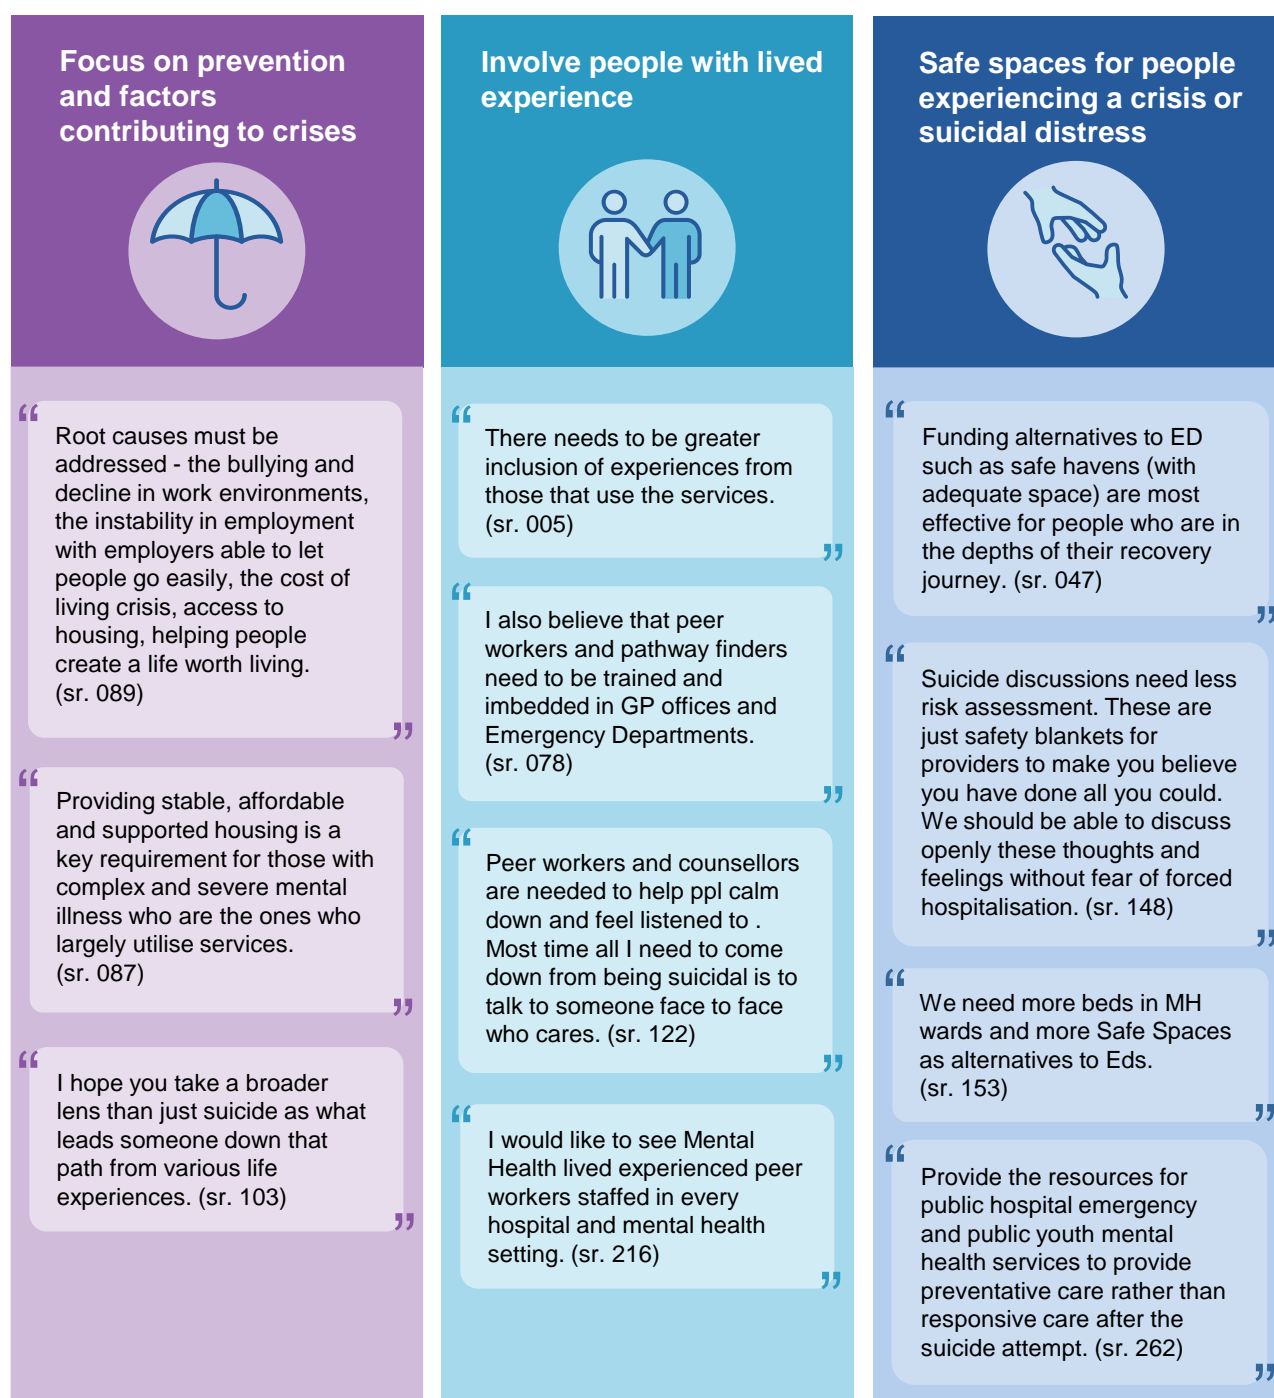 Focus on prevention
and factors
contributing to crises
“
Root causes must be
addressed - the bullying and
decline in work environments,
the instability in employment
with employers able to let
people go easily, the cost of
living crisis, access to
housing, helping people
create a life worth living.
(sr. 089)
”
“
Providing stable, affordable
and supported housing is a
key requirement for those with
complex and severe mental
illness who are the ones who
largely utilise services.
(sr. 087)
”
“
I hope you take a broader
lens than just suicide as what
leads someone down that
path from various life
experiences. (sr. 103)
”
Involve people with lived
experience
“
There needs to be greater
inclusion of experiences from
those that use the services.
(sr. 005)
”
“
I also believe that peer
workers and pathway finders
need to be trained and
imbedded in GP offices and
Emergency Departments.
(sr. 078)
”
“
Peer workers and counsellors
are needed to help ppl calm
down and feel listened to .
Most time all I need to come
down from being suicidal is to
talk to someone face to face
who cares. (sr. 122)
”
“
I would like to see Mental
Health lived experienced peer
workers staffed in every
hospital and mental health
setting. (sr. 216)
”
Safe spaces for people
experiencing a crisis or
suicidal distress
“
Funding alternatives to ED
such as safe havens (with
adequate space) are most
effective for people who are in
the depths of their recovery
journey. (sr. 047)
”
“
Suicide discussions need less
risk assessment. These are
just safety blankets for
providers to make you believe
you have done all you could.
We should be able to discuss
openly these thoughts and
feelings without fear of forced
hospitalisation. (sr. 148)
”
“
We need more beds in MH
wards and more Safe Spaces
as alternatives to Eds.
(sr. 153)
”
“
Provide the resources for
public hospital emergency
and public youth mental
health services to provide
preventative care rather than
responsive care after the
suicide attempt. (sr. 262)
”